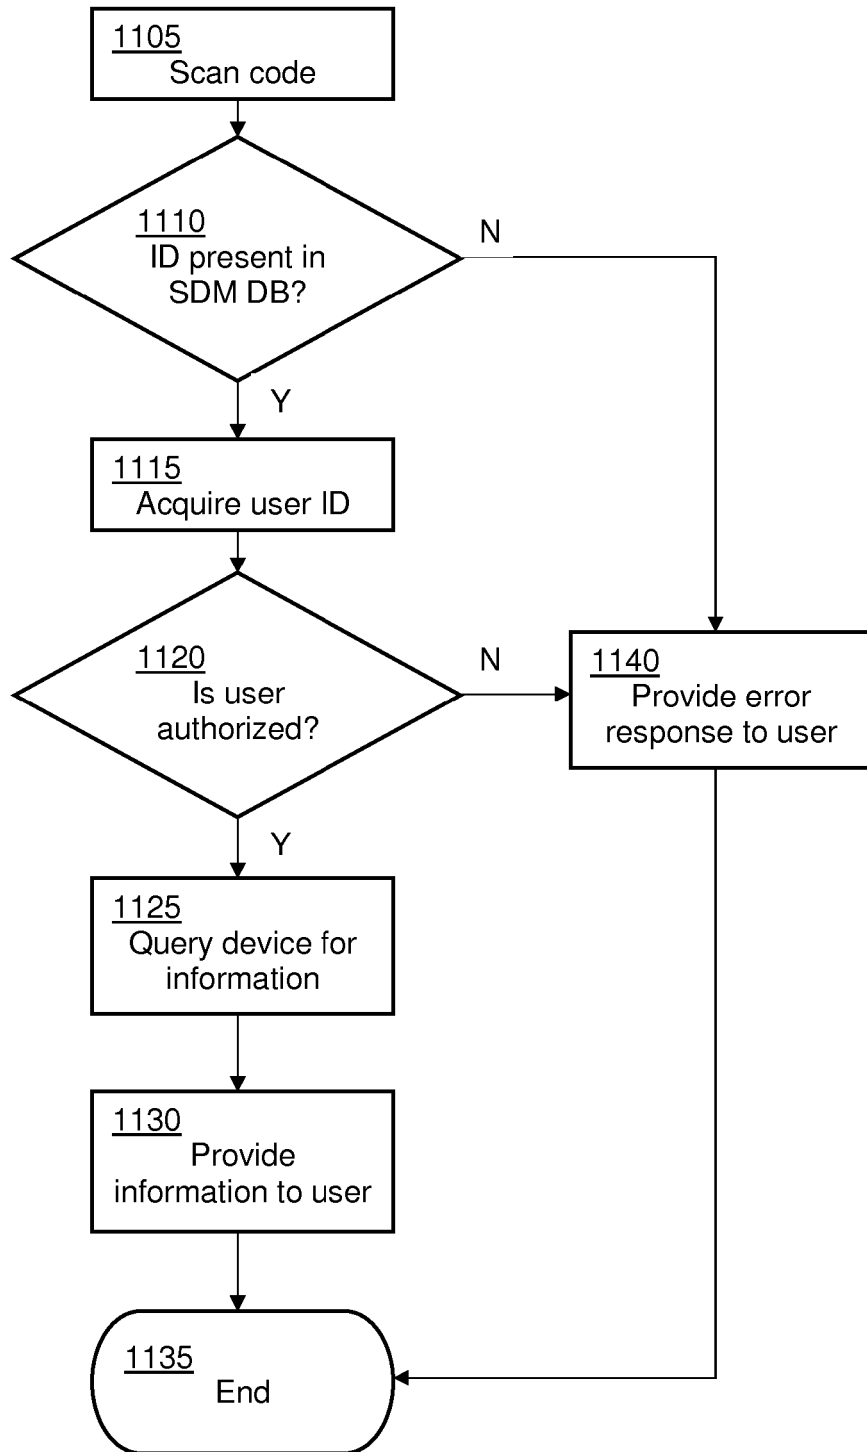 1105
Scan code
1110
ID present in
SDM DB?
N
Y
1115
Acquire user ID
1120
Is user
authorized?
N
1140
Provide error
response to user
Y
1125
Query device for
information
1130
Provide
information to user
1135
End